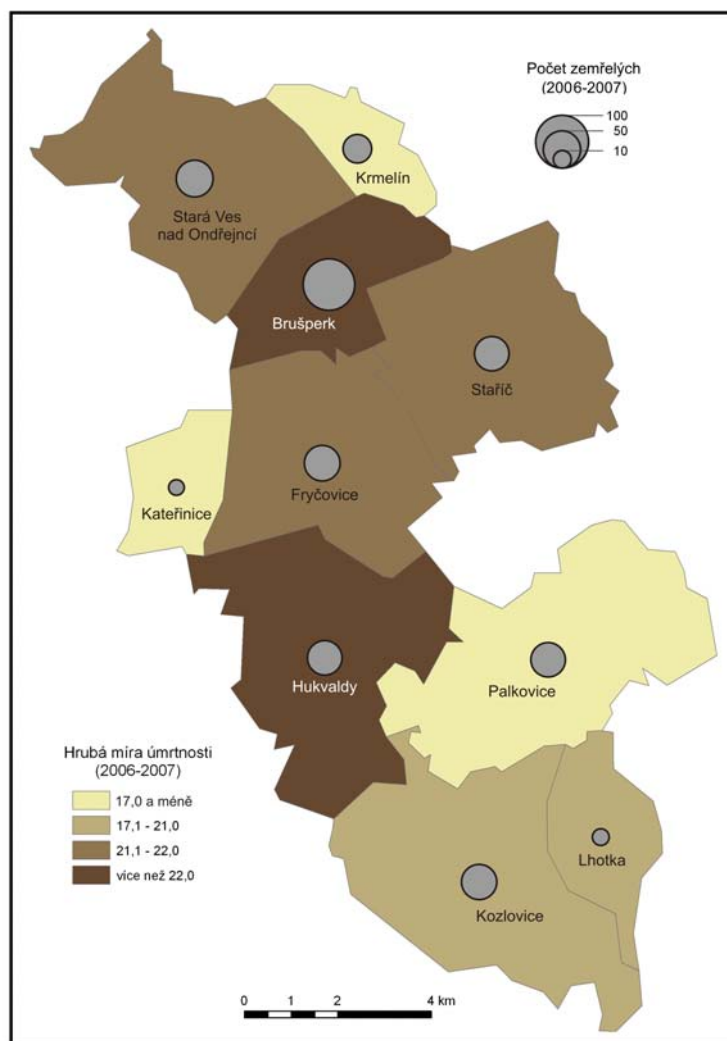 Počet zemřelých
(2006-2007)
100
50
10
Krmelín
Stará Ves
nad Ondřejncí
Brušperk
Staříč
Fryčovice
Kateřinice
Hukvaldy
Palkovice
Hrubá míra úmrtnosti
(2006-2007)
17,0 a méně
17,1 - 21,0
21,1 - 22,0
více než 22,0
Lhotka
Kozlovice
0 1 2 4 km